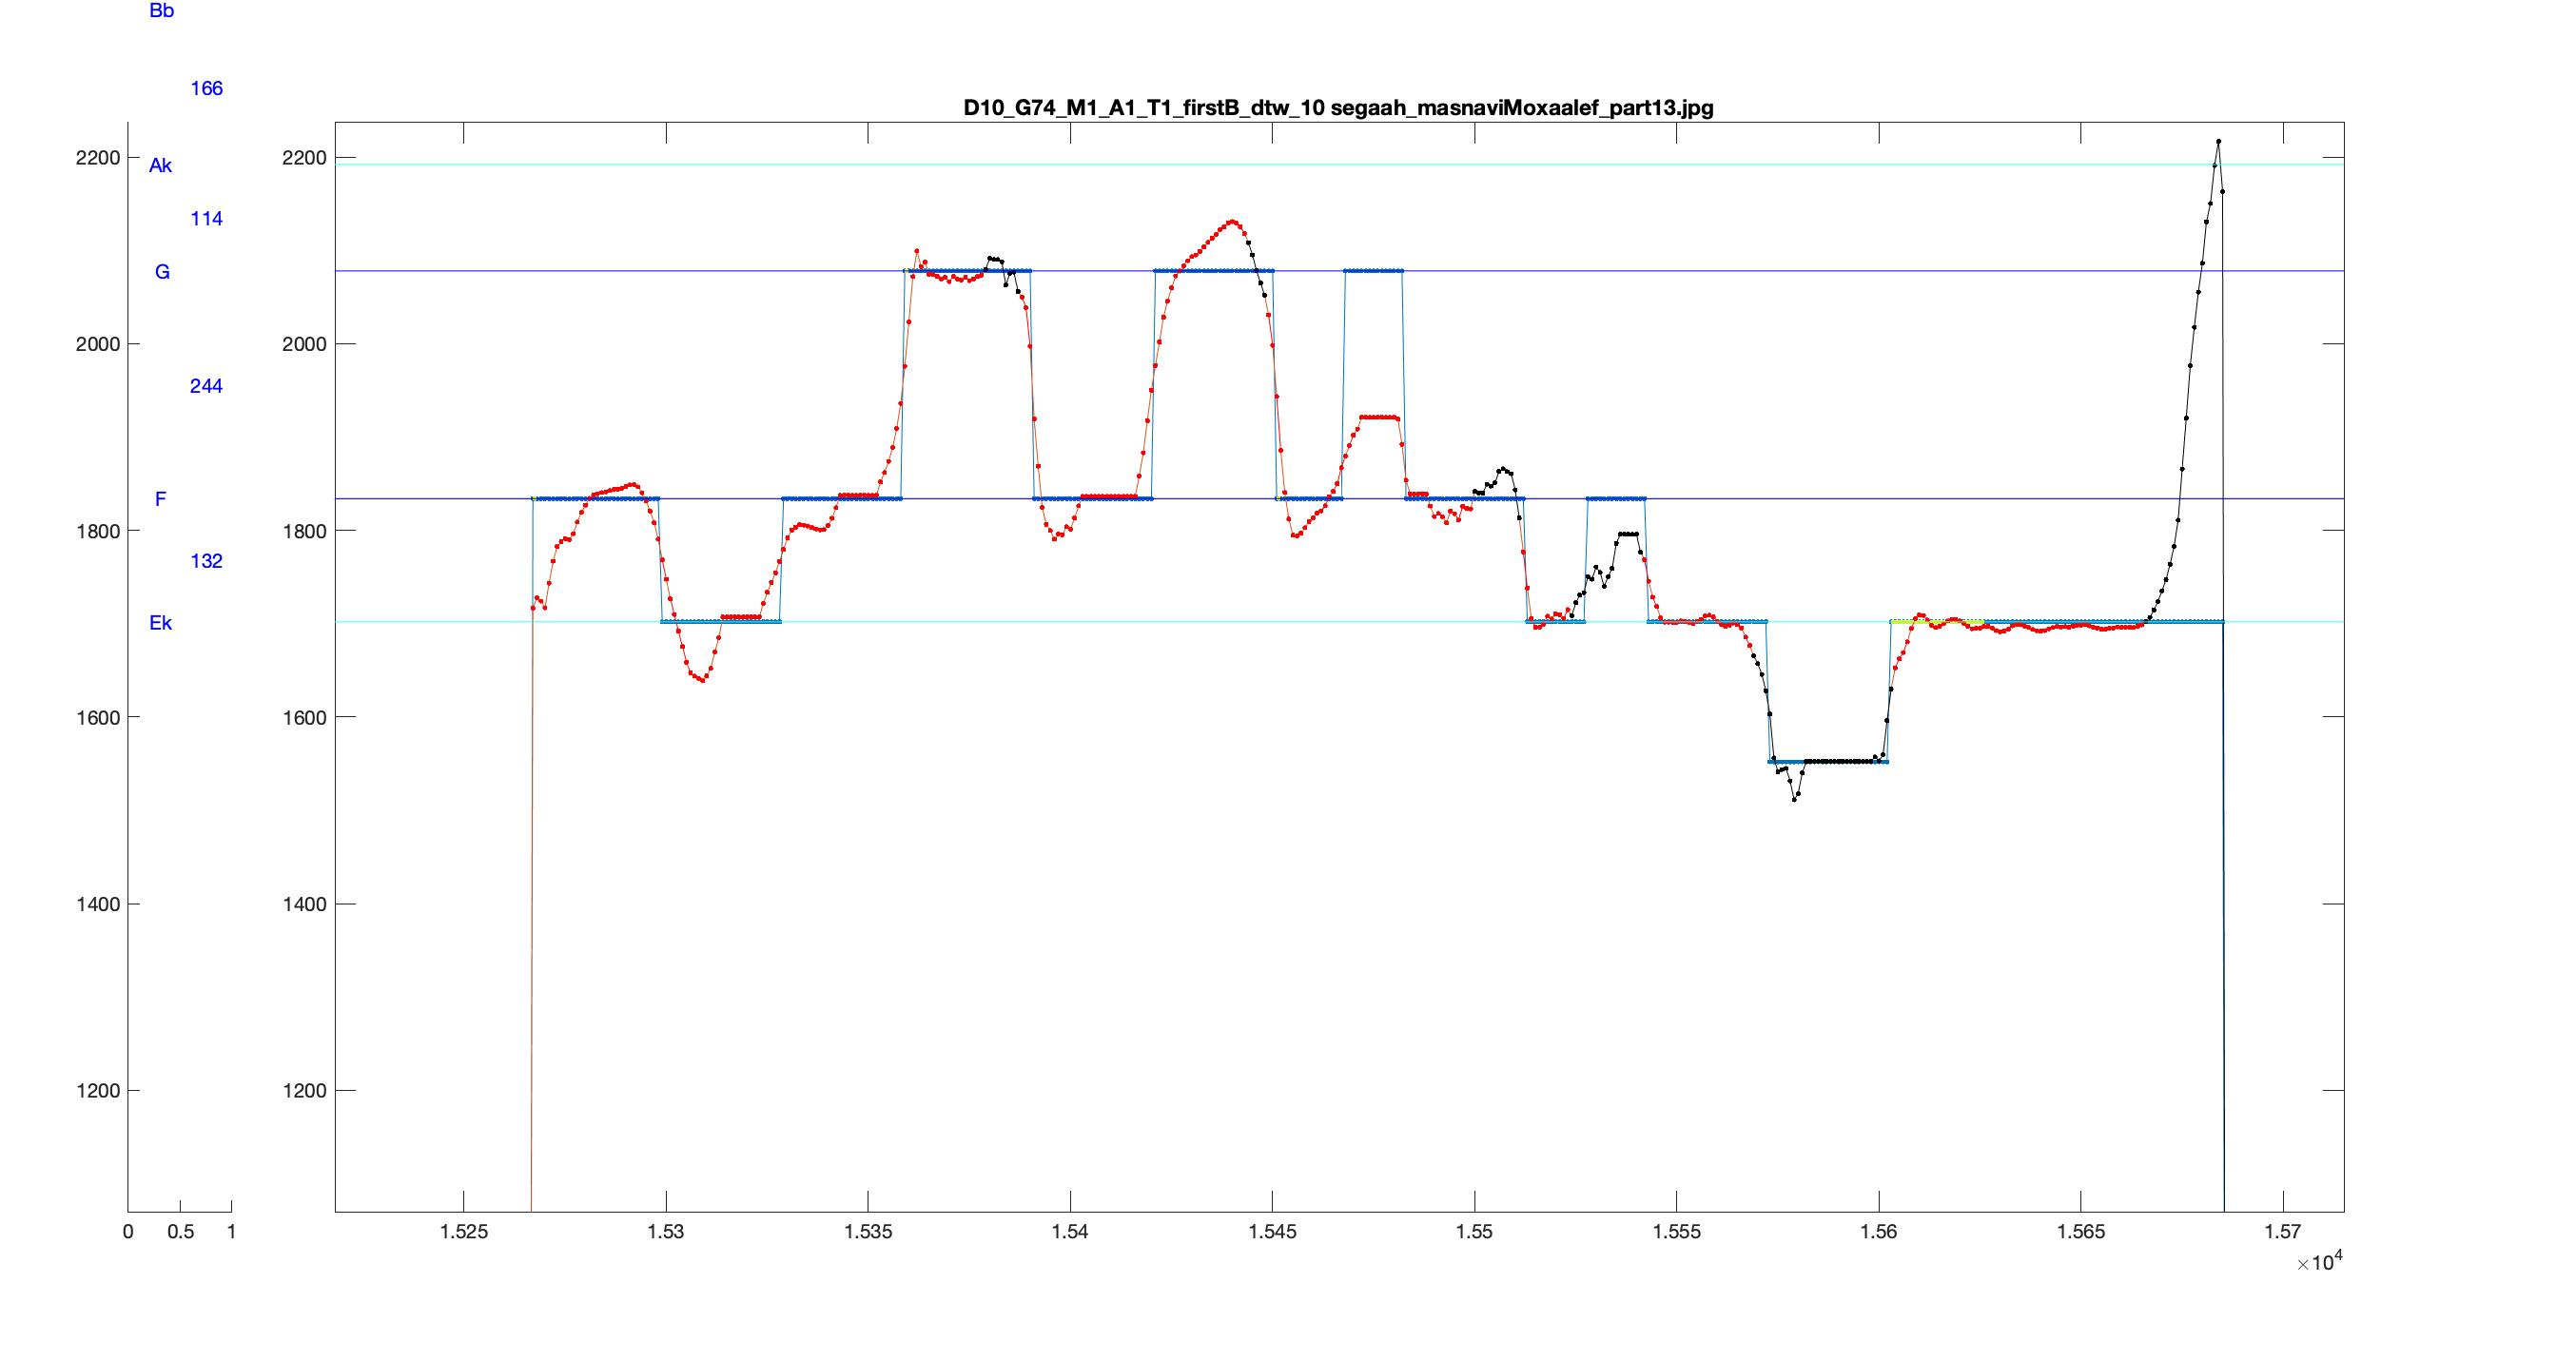 Bb
166
D10_G74_M1_A1_T1_firstB_dtw_10 segaah_masnaviMoxaalef_part13.jpg
2200 Ak 2200
114
G
2000 2000
244
F
1800 1800
132
Ek
1600 1600
1400 1400
1200 1200
0 0.5 1 1.525 1.53 1.535 1.54 1.545 1.55 1.555 1.56 1.565 1.57
×10^4